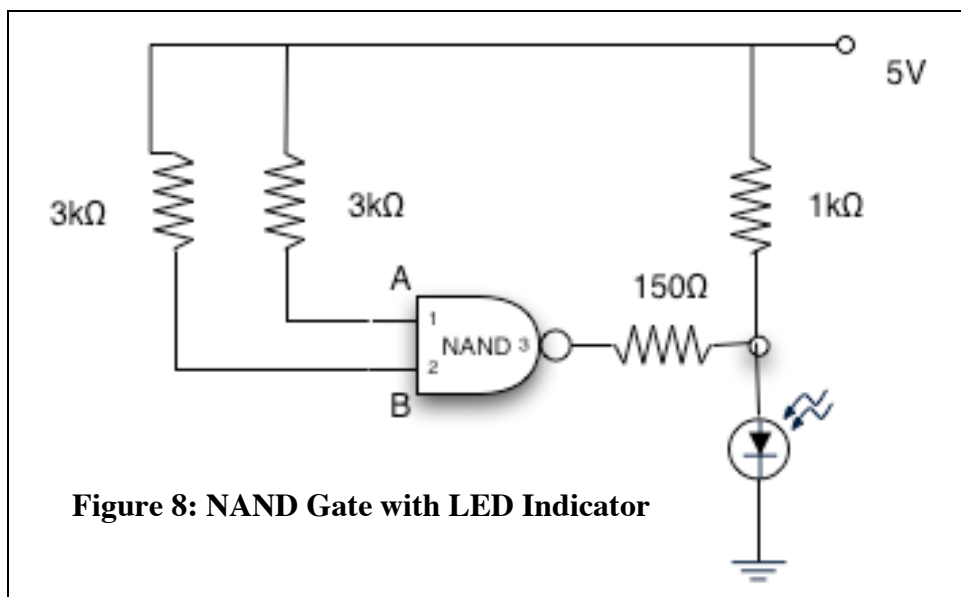 5V
3kΩ
3kΩ
1kΩ
A
150Ω
1
NAND 3
2
B
Figure 8: NAND Gate with LED Indicator